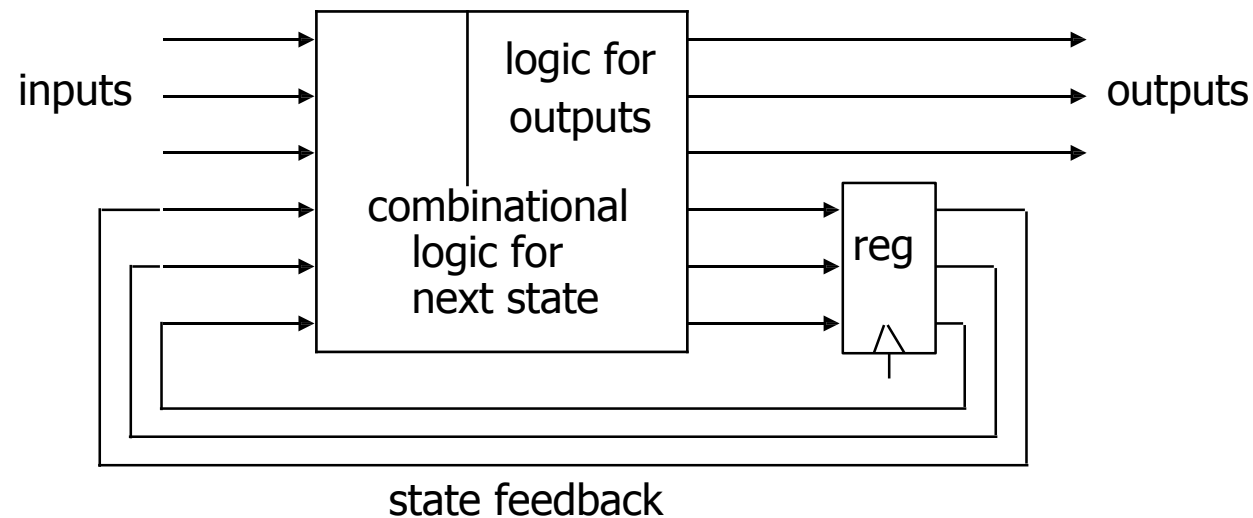 inputs
logic for
outputs
outputs
combinational
logic for
next state
reg
state feedback